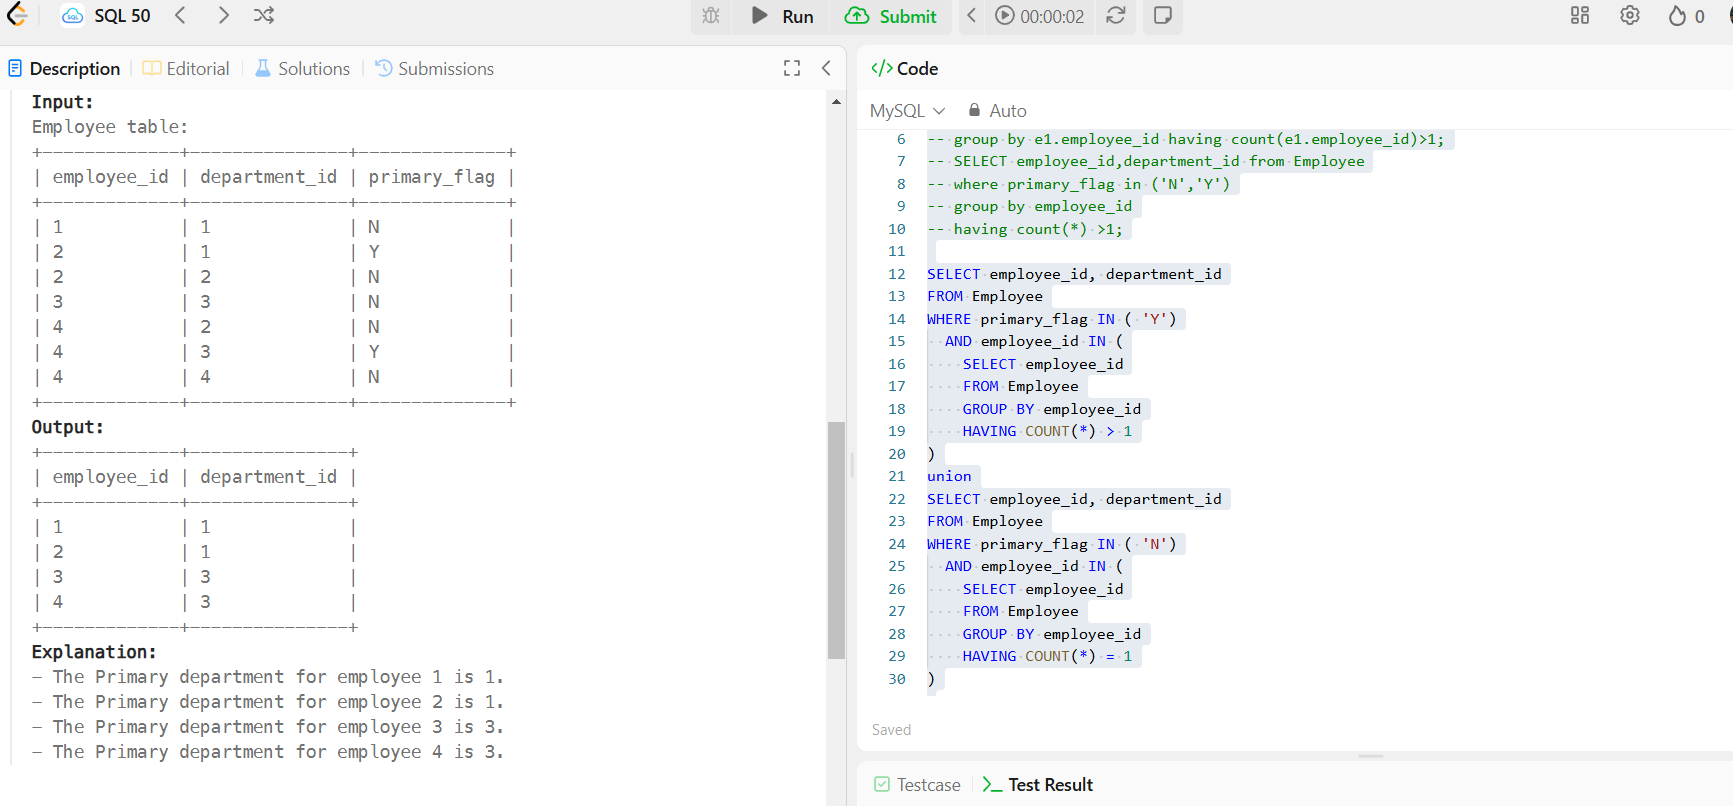 SQL 50
Run
Submit
00:00:02
0
Description
Editorial
Solutions
Submissions
Input:
Employee table:
+-------------+---------------+--------------+
| employee_id | department_id | primary_flag |
+-------------+---------------+--------------+
| 1           | 1             | N            |
| 2           | 1             | Y            |
| 2           | 2             | N            |
| 3           | 3             | N            |
| 4           | 2             | N            |
| 4           | 3             | Y            |
| 4           | 4             | N            |
+-------------+---------------+--------------+
Output:
+-------------+---------------+
| employee_id | department_id |
+-------------+---------------+
| 1           | 1             |
| 2           | 1             |
| 3           | 3             |
| 4           | 3             |
+-------------+---------------+
Explanation:
- The Primary department for employee 1 is 1.
- The Primary department for employee 2 is 1.
- The Primary department for employee 3 is 3.
- The Primary department for employee 4 is 3.
</> Code
MySQL
Auto
6 -- group by e1.employee_id having count(e1.employee_id)>1;
7 -- SELECT employee_id,department_id from Employee
8 -- where primary_flag in ('N','Y')
9 -- group by employee_id
10 -- having count(*) >1;
11
12 SELECT employee_id, department_id
13 FROM Employee
14 WHERE primary_flag IN ( 'Y')
15   AND employee_id IN (
16     SELECT employee_id
17     FROM Employee
18     GROUP BY employee_id
19     HAVING COUNT(*) > 1
20 )
21 union
22 SELECT employee_id, department_id
23 FROM Employee
24 WHERE primary_flag IN ( 'N')
25   AND employee_id IN (
26     SELECT employee_id
27     FROM Employee
28     GROUP BY employee_id
29     HAVING COUNT(*) = 1
30 )
Saved
Testcase
Test Result